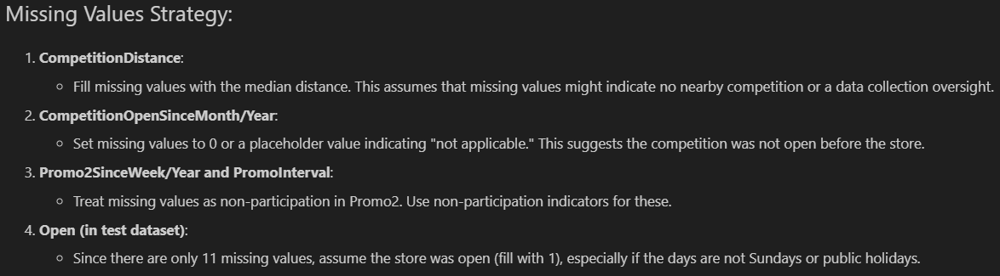 Missing Values Strategy:
1. CompetitionDistance:
○ Fill missing values with the median distance. This assumes that missing values might indicate no nearby competition or a data collection oversight.
2. CompetitionOpenSinceMonth/Year:
○ Set missing values to 0 or a placeholder value indicating "not applicable." This suggests the competition was not open before the store.
3. Promo2SinceWeek/Year and PromoInterval:
○ Treat missing values as non-participation in Promo2. Use non-participation indicators for these.
4. Open (in test dataset):
○ Since there are only 11 missing values, assume the store was open (fill with 1), especially if the days are not Sundays or public holidays.